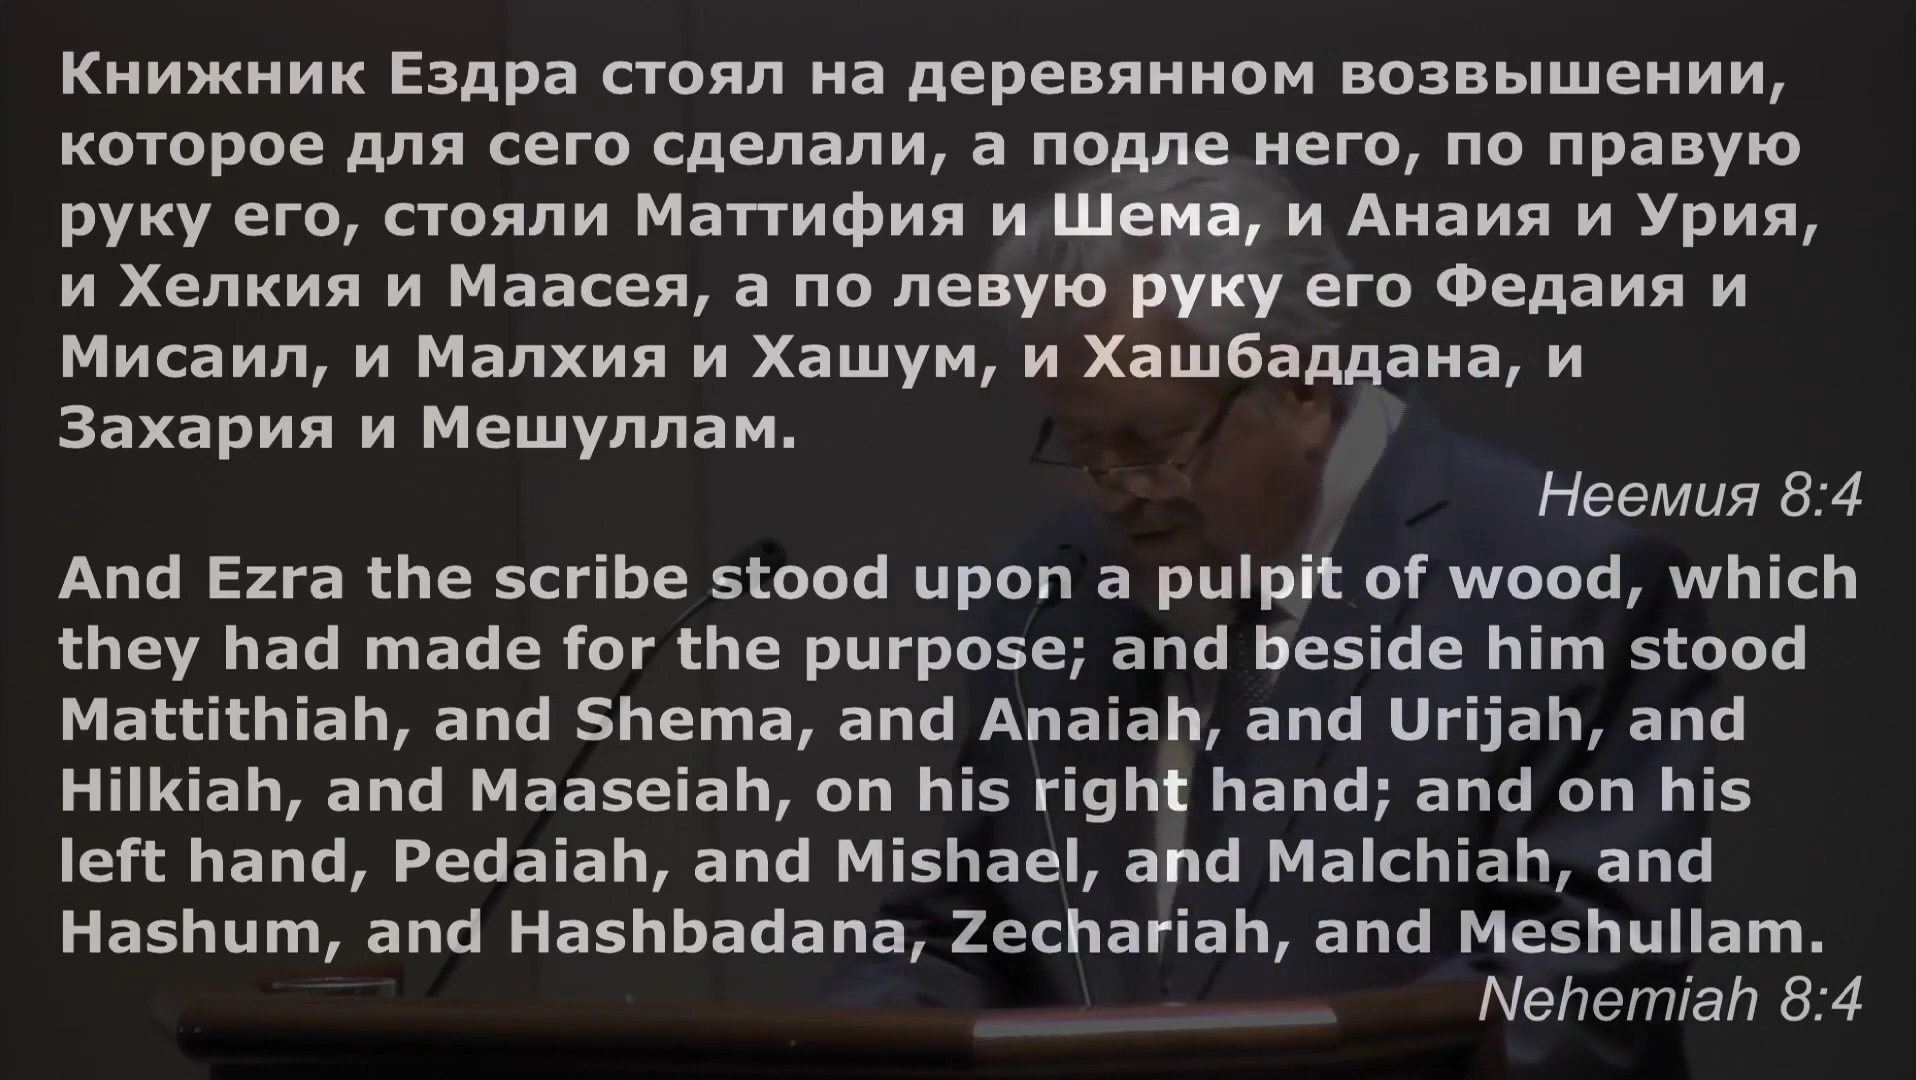 Книжник Ездра стоял на деревянном возвышении,
которое для сего сделали, а подле него, по правую
руку его, стояли Маттифия и Шема, и Анаия и Урия,
и Хелкия и Маасея, а по левую руку его Федаия и
Мисаил, и Малхия и Хашум, и Хашбаддана, и
Захария и Мешуллам.
Неемия 8:4
And Ezra the scribe stood upon a pulpit of wood, which
they had made for the purpose; and beside him stood
Mattithiah, and Shema, and Anaiah, and Urijah, and
Hilkiah, and Maaseiah, on his right hand; and on his
left hand, Pedaiah, and Mishael, and Malchiah, and
Hashum, and Hashbadana, Zechariah, and Meshullam.
Nehemiah 8:4